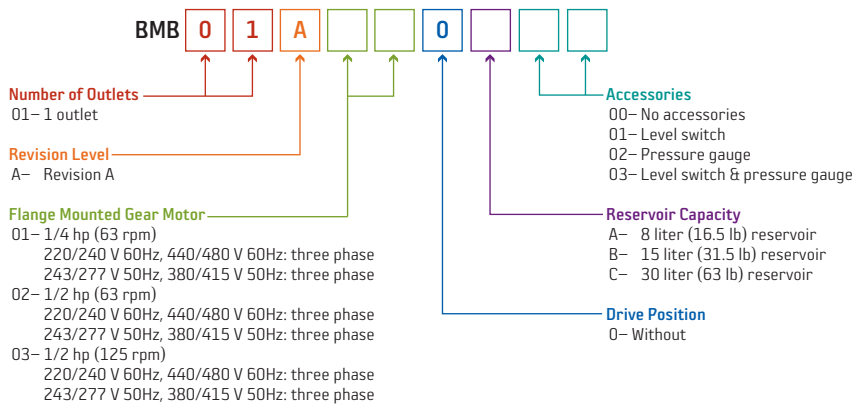 BMB 0 1 A 0
Number of Outlets
01– 1 outlet
Revision Level
A– Revision A
Flange Mounted Gear Motor
01– 1/4 hp (63 rpm)
220/240 V 60Hz, 440/480 V 60Hz: three phase
243/277 V 50Hz, 380/415 V 50Hz: three phase
02– 1/2 hp (63 rpm)
220/240 V 60Hz, 440/480 V 60Hz: three phase
243/277 V 50Hz, 380/415 V 50Hz: three phase
03– 1/2 hp (125 rpm)
220/240 V 60Hz, 440/480 V 60Hz: three phase
243/277 V 50Hz, 380/415 V 50Hz: three phase
Accessories
00– No accessories
01– Level switch
02– Pressure gauge
03– Level switch & pressure gauge
Reservoir Capacity
A– 8 liter (16.5 lb) reservoir
B– 15 liter (31.5 lb) reservoir
C– 30 liter (63 lb) reservoir
Drive Position
0– Without